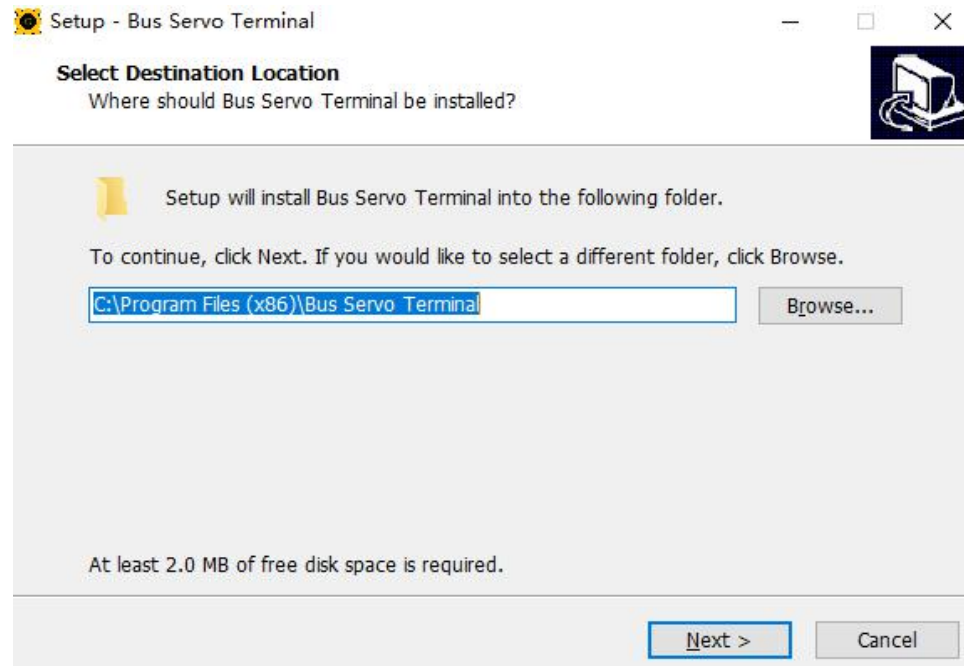 Setup - Bus Servo Terminal
Select Destination Location
Where should Bus Servo Terminal be installed?
Setup will install Bus Servo Terminal into the following folder.
To continue, click Next. If you would like to select a different folder, click Browse.
C:\Program Files (x86)\Bus Servo Terminal
Browse...
At least 2.0 MB of free disk space is required.
Next >
Cancel